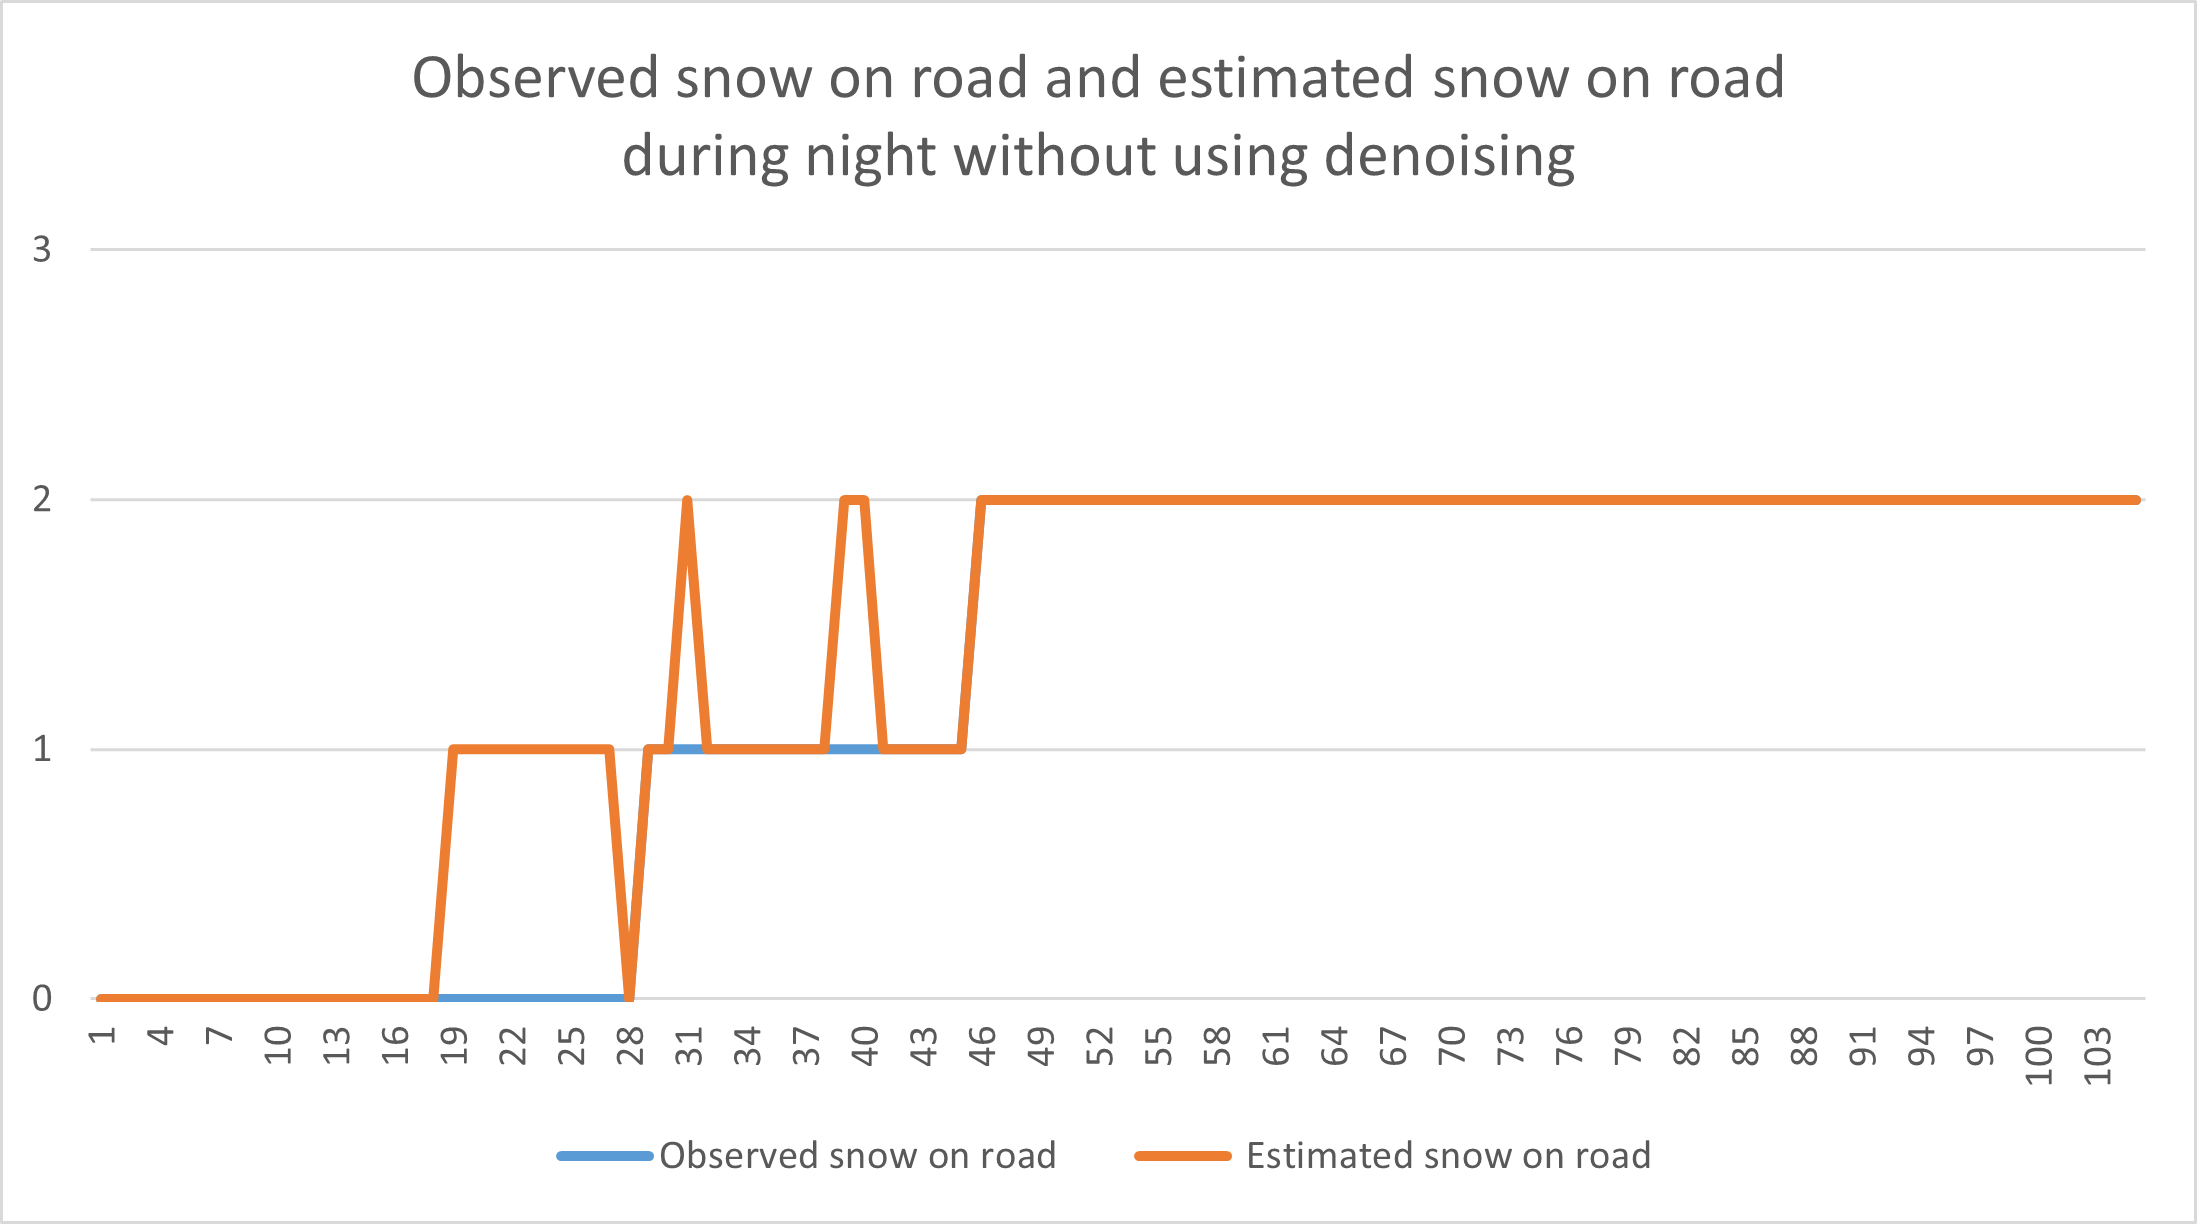 Observed snow on road and estimated snow on road
during night without using denoising
3
2
1
0
1 4 7 10 13 16 19 22 25 28 31 34 37 40 43 46 49 52 55 58 61 64 67 70 73 76 79 82 85 88 91 94 97 100 103
Observed snow on road Estimated snow on road